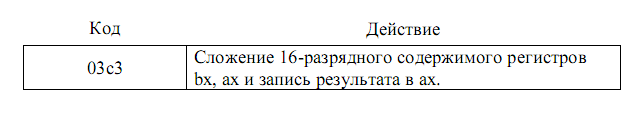 Код Действие
03c3 Сложение 16-разрядного содержимого регистров
bx, ax и запись результата в ax.